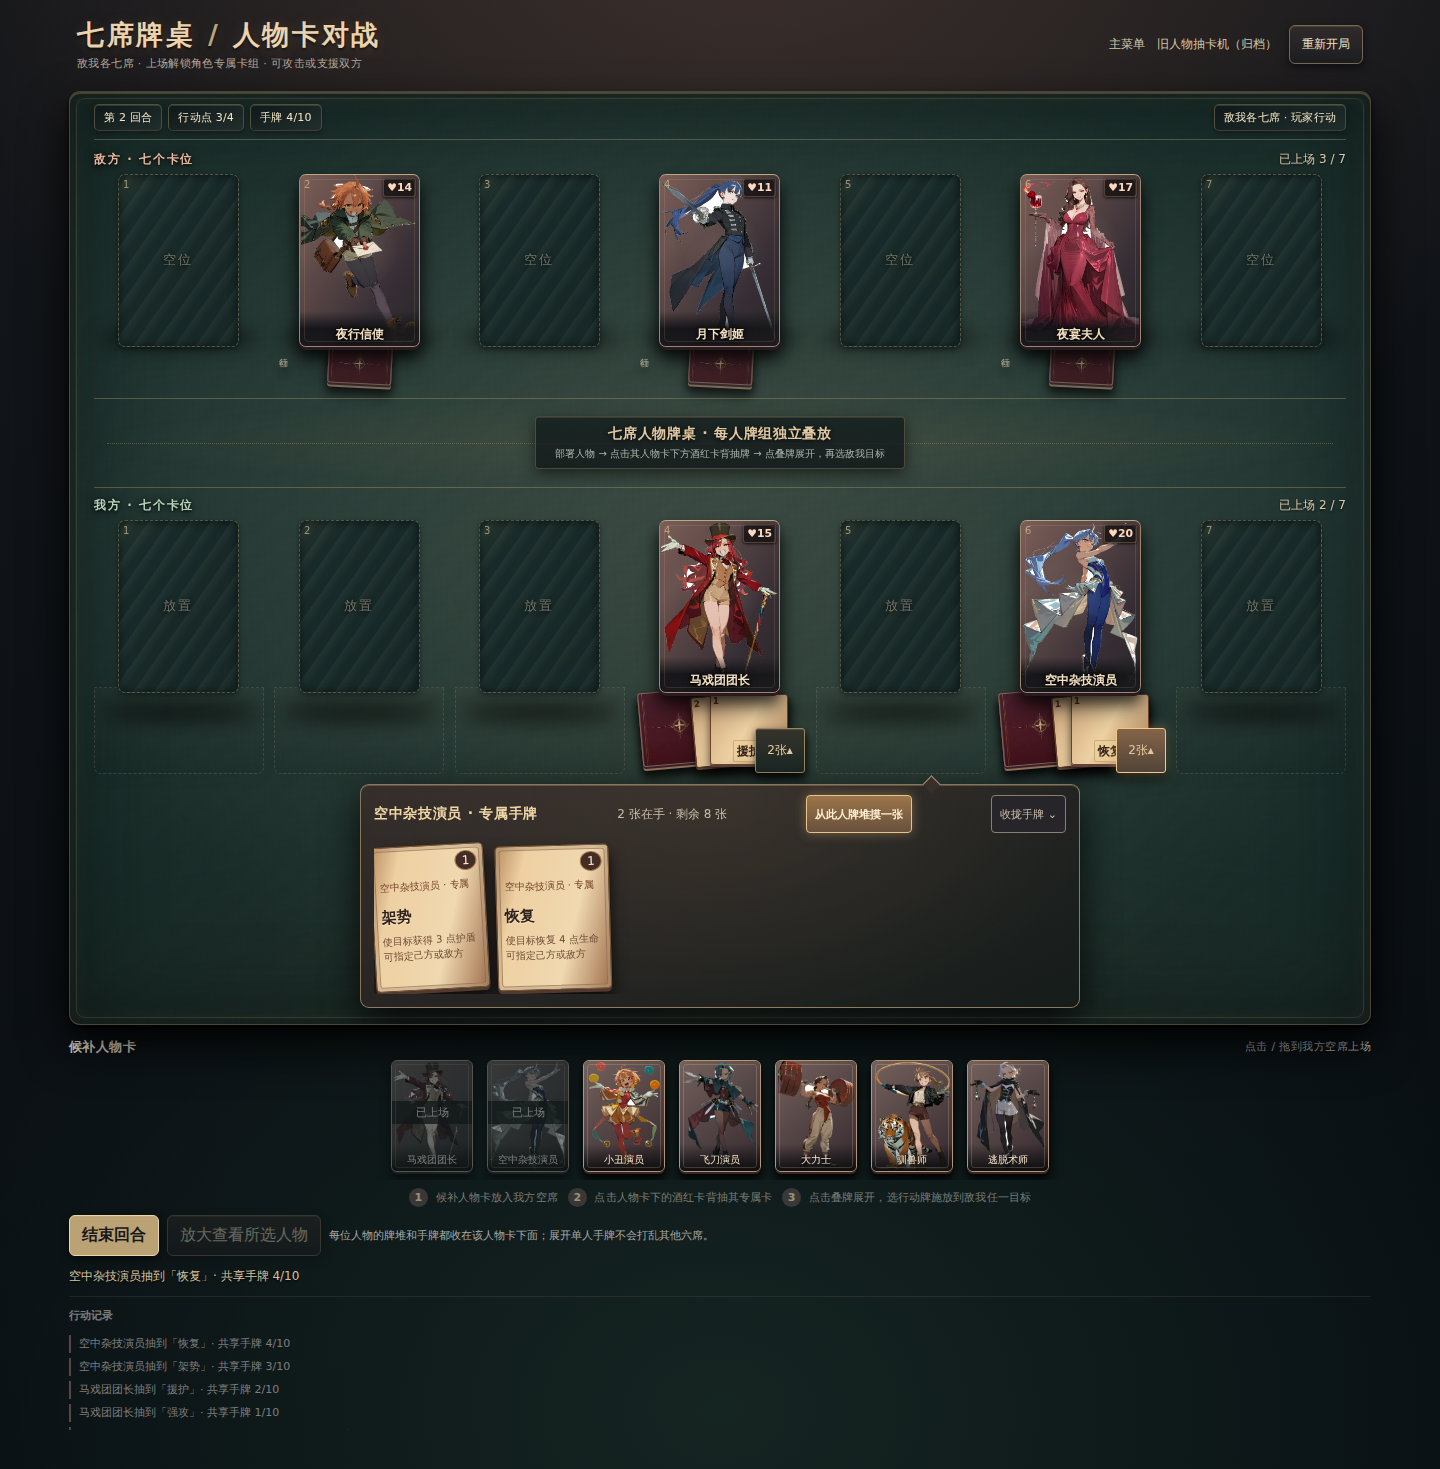 七席牌桌 / 人物卡对战
敌我各七席 · 上场解锁角色专属卡组 · 可攻击或支援双方
主菜单 旧人物抽卡机（归档） 重新开局
第 2 回合 行动点 3/4 手牌 4/10 敌我各七席 · 玩家行动
敌方 · 七个卡位 已上场 3 / 7
1 2 ♥14 3 4 ♥11 5 6 ♥17 7
空位 空位 空位 空位
夜行信使 月下剑姬 夜宴夫人
七席人物牌桌 · 每人牌组独立叠放
部署人物 → 点击其人物卡下方酒红卡背抽牌 → 点叠牌展开，再选敌我目标
我方 · 七个卡位 已上场 2 / 7
1 2 3 4 ♥15 5 6 ♥20 7
放置 放置 放置 放置 放置
马戏团团长 空中杂技演员
2 1 1 1
援护 2张▴ 恢复 2张▴
空中杂技演员 · 专属手牌 2 张在手 · 剩余 8 张 从此人牌堆摸一张 收拢手牌 ⌄
1 1
空中杂技演员 · 专属 空中杂技演员 · 专属
架势 恢复
使目标获得 3 点护盾 使目标恢复 4 点生命
可指定己方或敌方 可指定己方或敌方
候补人物卡 点击 / 拖到我方空席上场
已上场 已上场
马戏团团长 空中杂技演员 小丑演员 飞刀演员 大力士 驯兽师 逃脱术师
1 候补人物卡放入我方空席 2 点击人物卡下的酒红卡背抽其专属卡 3 点击叠牌展开，选行动牌施放到敌我任一目标
结束回合 放大查看所选人物 每位人物的牌堆和手牌都收在该人物卡下面；展开单人手牌不会打乱其他六席。
空中杂技演员抽到「恢复」· 共享手牌 4/10
行动记录
空中杂技演员抽到「恢复」· 共享手牌 4/10
空中杂技演员抽到「架势」· 共享手牌 3/10
马戏团团长抽到「援护」· 共享手牌 2/10
马戏团团长抽到「强攻」· 共享手牌 1/10